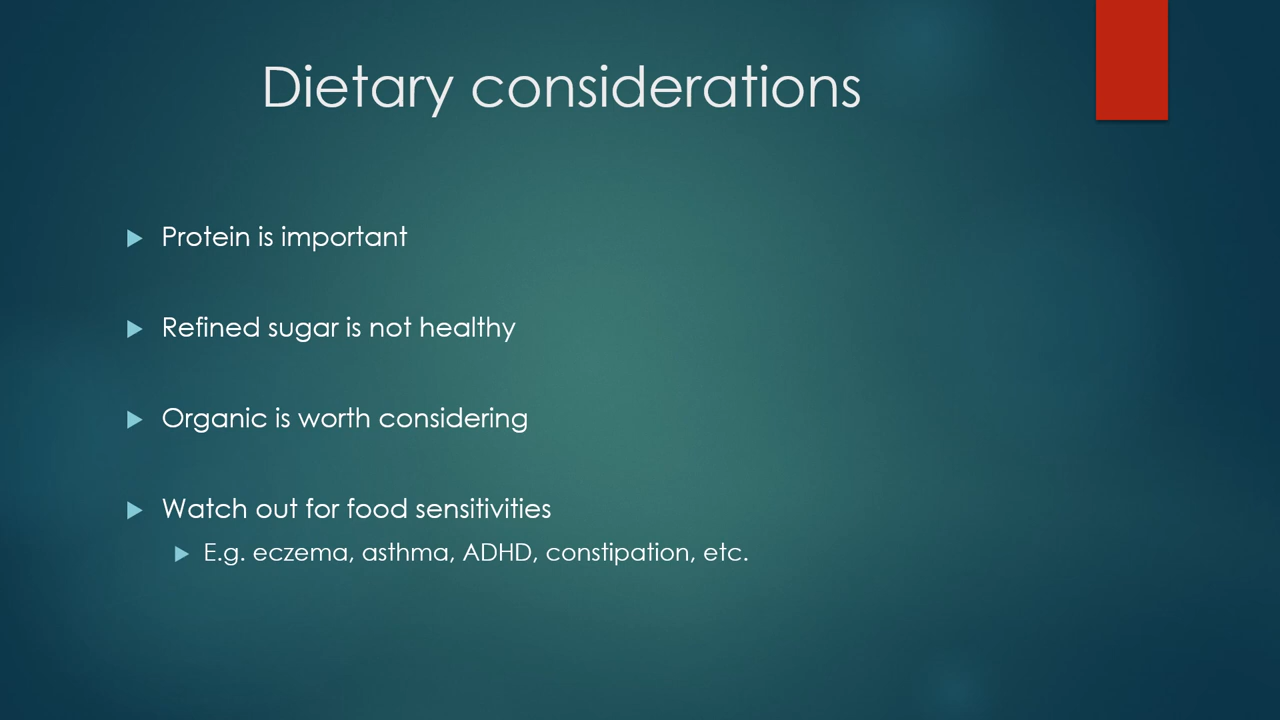 Dietary considerations
Protein is important
Refined sugar is not healthy
Organic is worth considering
Watch out for food sensitivities
E.g. eczema, asthma, ADHD, constipation, etc.